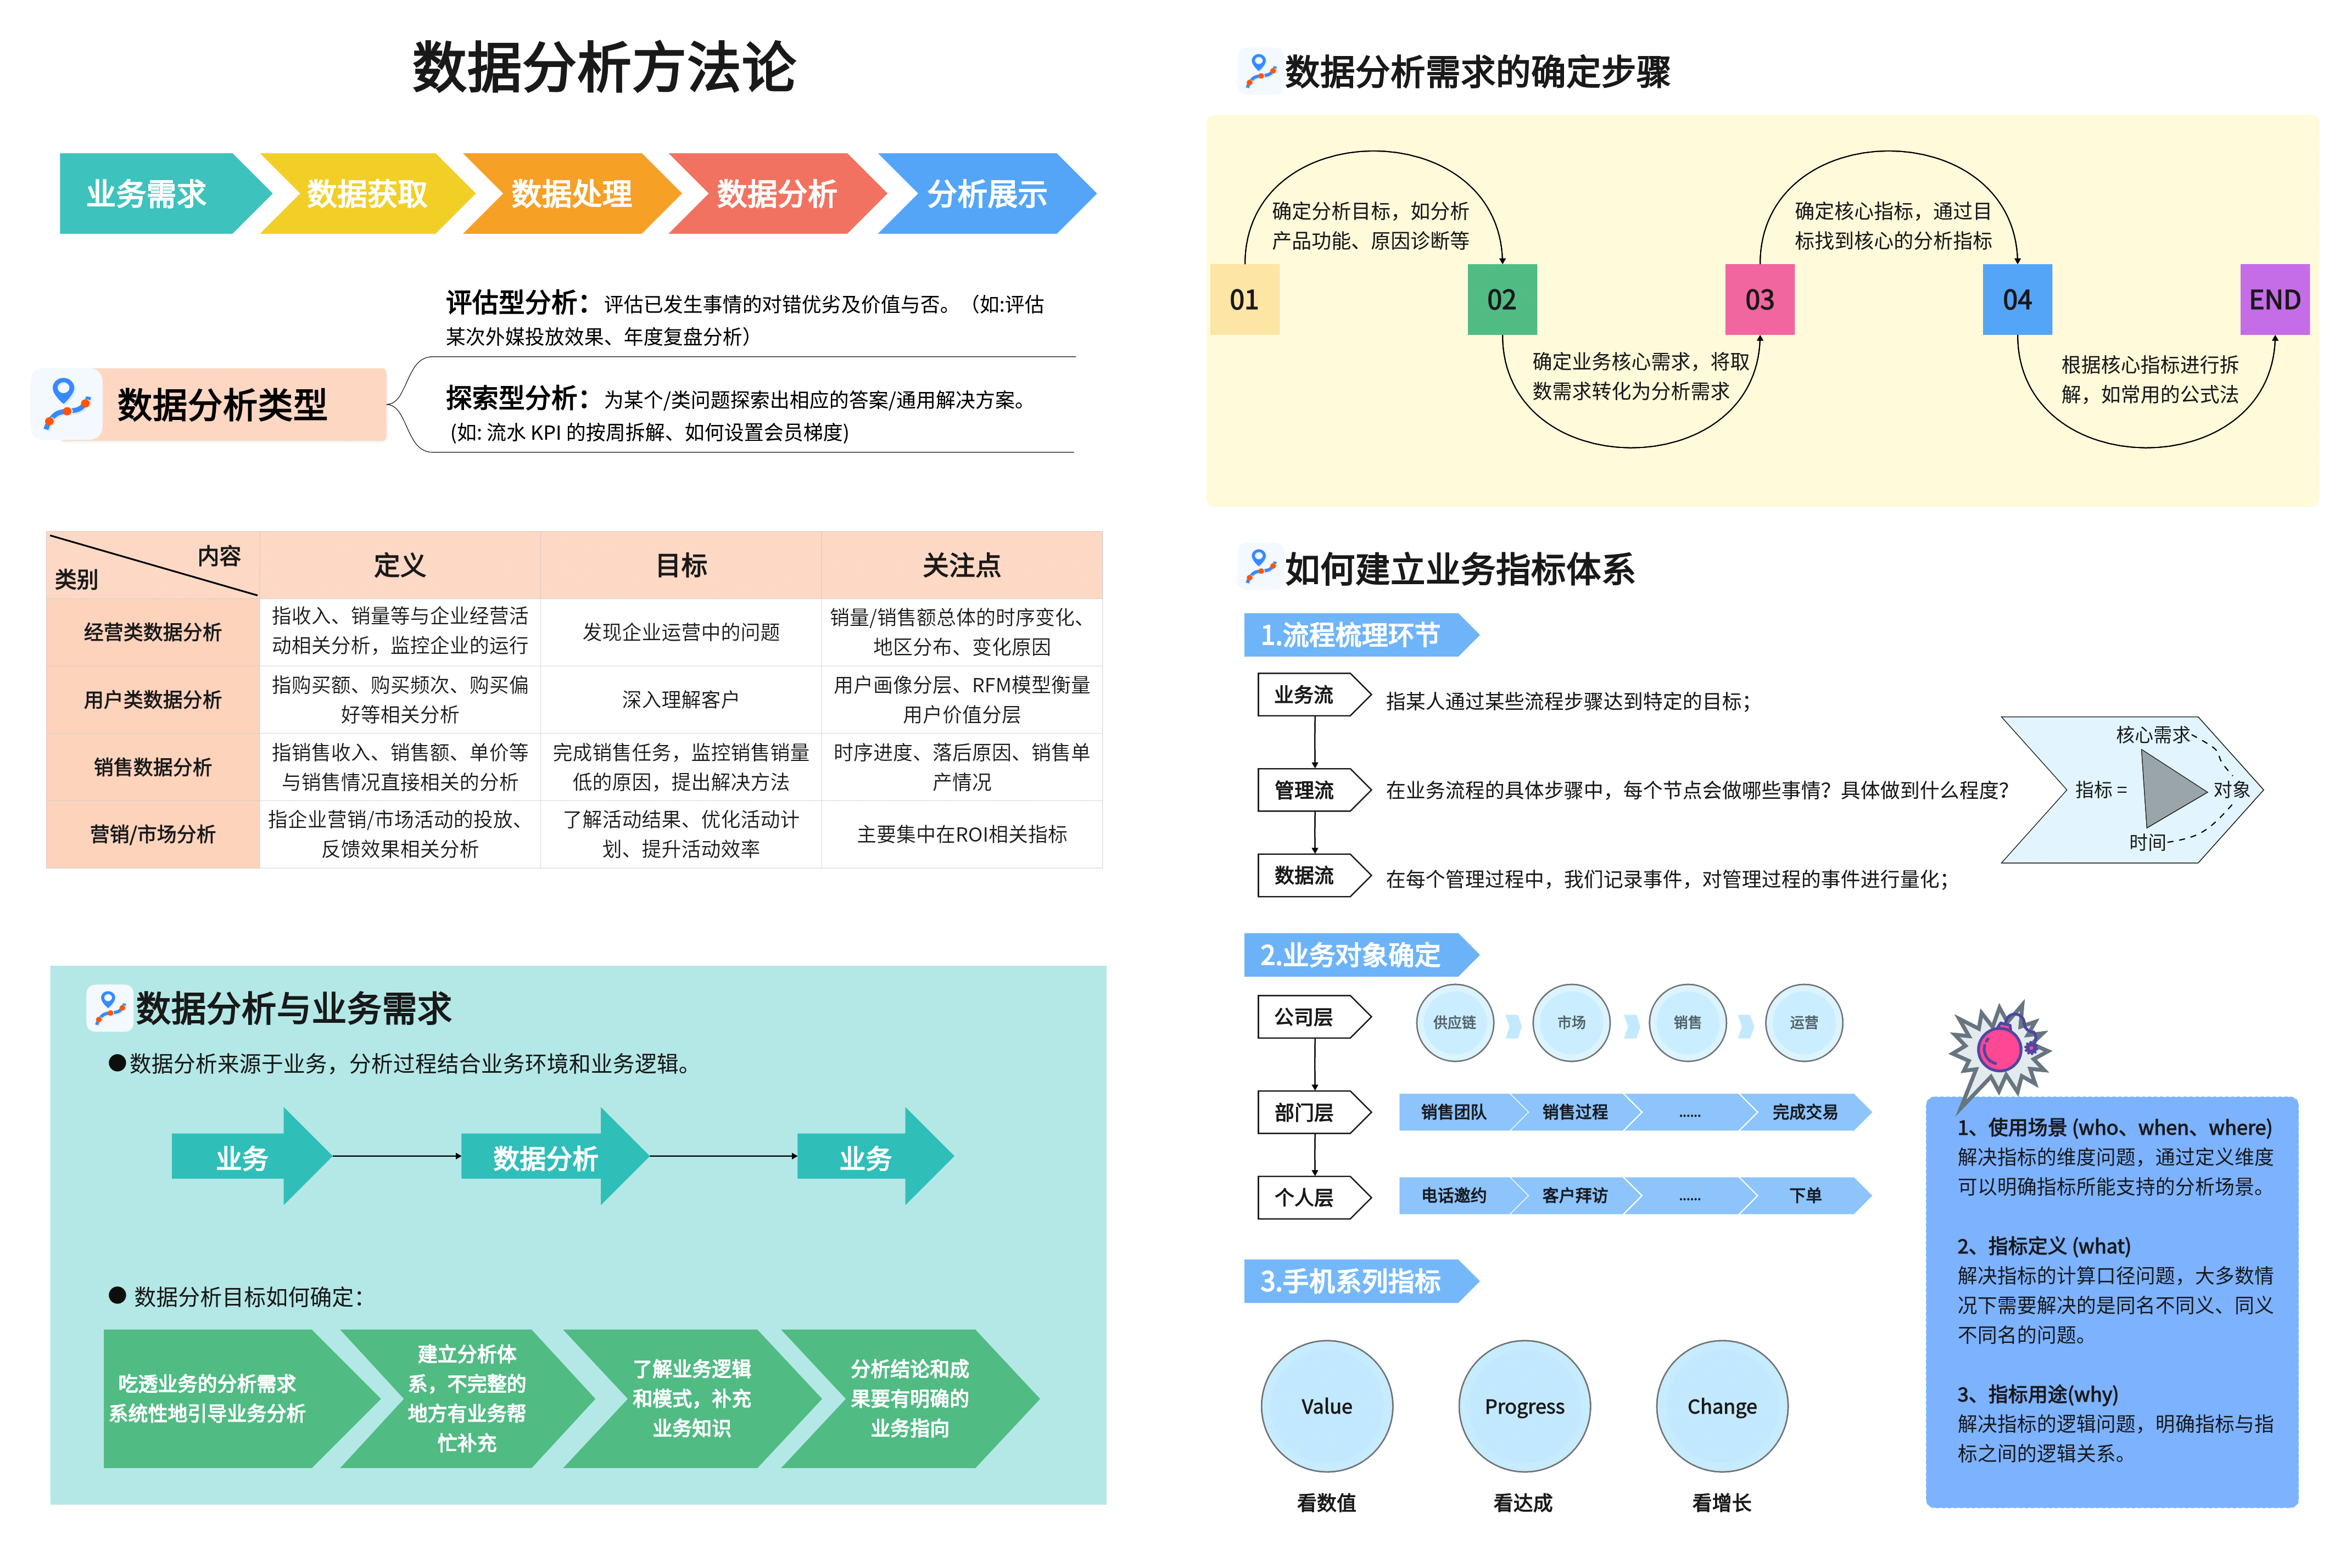 数据分析方法论
业务需求
数据获取
数据处理
数据分析
分析展示
评估型分析：评估已发生事情的对错优劣及价值与否。（如:评估
某次外媒投放效果、年度复盘分析）
数据分析类型
探索型分析：为某个/类问题探索出相应的答案/通用解决方案。
(如: 流水 KPI 的按周拆解、如何设置会员梯度)
内容
类别
定义
目标
关注点
经营类数据分析
指收入、销量等与企业经营活
动相关分析，监控企业的运行
发现企业运营中的问题
销量/销售额总体的时序变化、
地区分布、变化原因
用户类数据分析
指购买额、购买频次、购买偏
好等相关分析
深入理解客户
用户画像分层、RFM模型衡量
用户价值分层
销售数据分析
指销售收入、销售额、单价等
与销售情况直接相关的分析
完成销售任务，监控销售销量
低的原因，提出解决方法
时序进度、落后原因、销售单
产情况
营销/市场分析
指企业营销/市场活动的投放、
反馈效果相关分析
了解活动结果、优化活动计
划、提升活动效率
主要集中在ROI相关指标
数据分析与业务需求
●数据分析来源于业务，分析过程结合业务环境和业务逻辑。
业务
数据分析
业务
● 数据分析目标如何确定：
吃透业务的分析需求
系统性地引导业务分析
建立分析体
系，不完整的
地方有业务帮
忙补充
了解业务逻辑
和模式，补充
业务知识
分析结论和成
果要有明确的
业务指向
数据分析需求的确定步骤
确定分析目标，如分析
产品功能、原因诊断等
确定核心指标，通过目
标找到核心的分析指标
01
02
03
04
END
确定业务核心需求，将取
数需求转化为分析需求
根据核心指标进行拆
解，如常用的公式法
如何建立业务指标体系
1.流程梳理环节
业务流
指某人通过某些流程步骤达到特定的目标；
管理流
在业务流程的具体步骤中，每个节点会做哪些事情？具体做到什么程度？
数据流
在每个管理过程中，我们记录事件，对管理过程的事件进行量化；
核心需求
指标 =
对象
时间
2.业务对象确定
公司层
供应链
市场
销售
运营
部门层
销售团队
销售过程
......
完成交易
个人层
电话邀约
客户拜访
......
下单
3.手机系列指标
Value
Progress
Change
看数值
看达成
看增长
1、使用场景 (who、when、where)
解决指标的维度问题，通过定义维度
可以明确指标所能支持的分析场景。
2、指标定义 (what)
解决指标的计算口径问题，大多数情
况下需要解决的是同名不同义、同义
不同名的问题。
3、指标用途(why)
解决指标的逻辑问题，明确指标与指
标之间的逻辑关系。